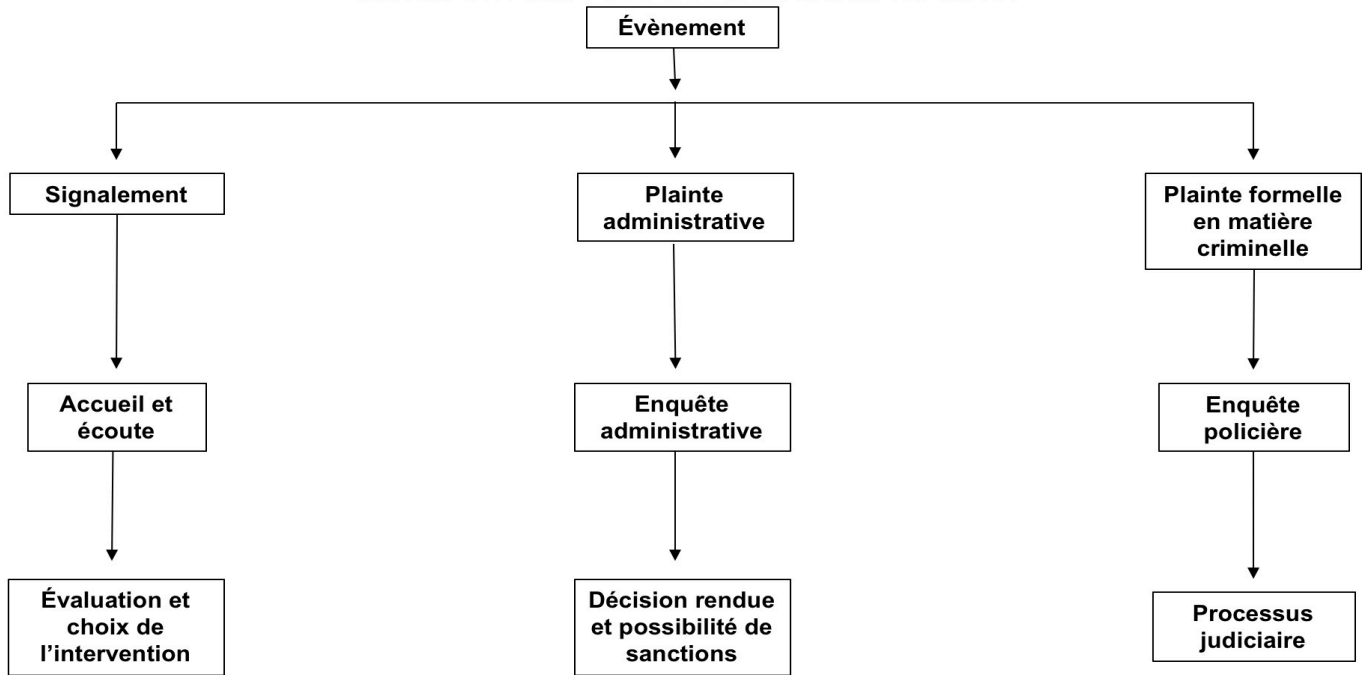 Évènement
Signalement
Plainte
administrative
Plainte formelle
en matière
criminelle
Accueil et
écoute
Enquête
administrative
Enquête
policière
Évaluation et
choix de
l’intervention
Décision rendue
et possibilité de
sanctions
Processus
judiciaire